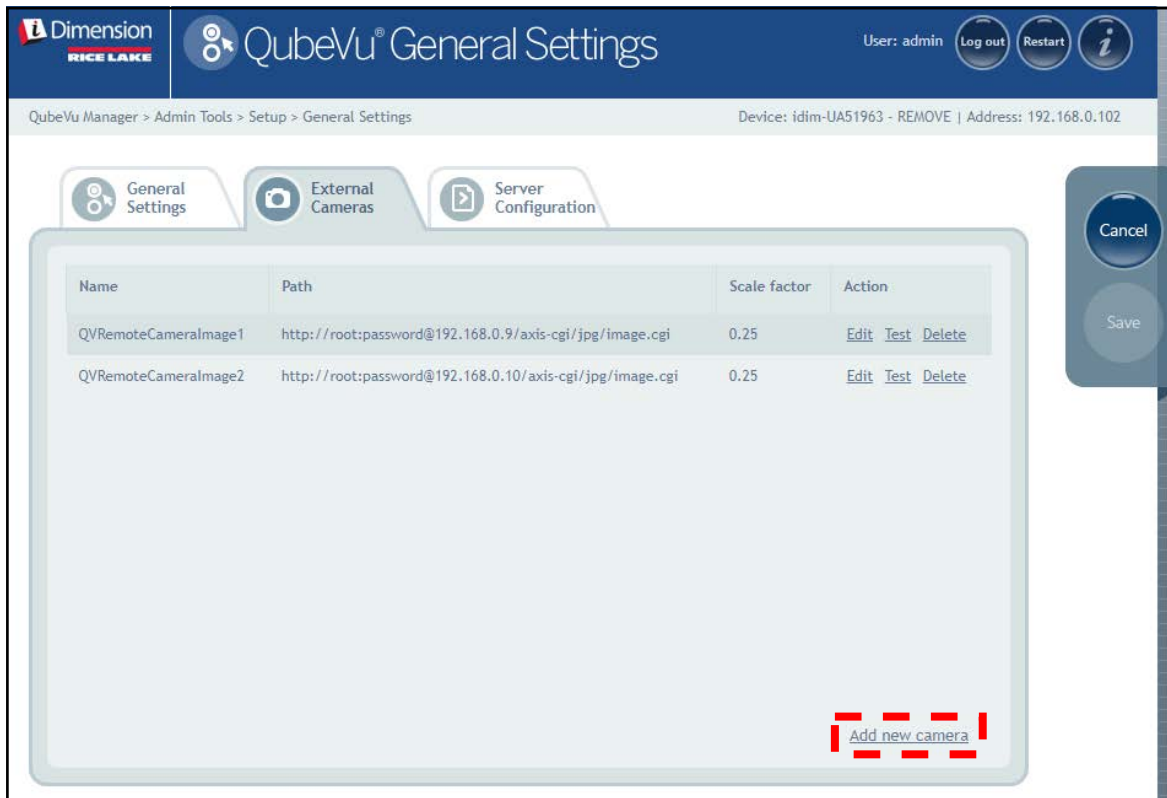 i Dimension
RICE LAKE
QubeVu® General Settings
User: admin
Log out
Restart
i
QubeVu Manager > Admin Tools > Setup > General Settings
Device: idim-UA51963 - REMOVE | Address: 192.168.0.102
General
Settings
External
Cameras
Server
Configuration
Cancel
Save
Name Path Scale factor Action
QVRemoteCameraImage1 http://root:password@192.168.0.9/axis-cgi/jpg/image.cgi 0.25 Edit Test Delete
QVRemoteCameraImage2 http://root:password@192.168.0.10/axis-cgi/jpg/image.cgi 0.25 Edit Test Delete
Add new camera